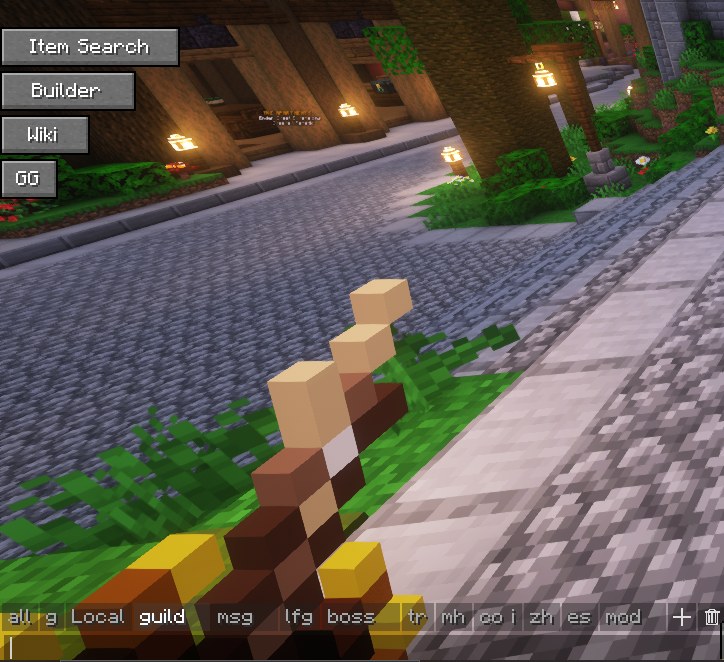 Item Search
Builder
Wiki
GG
all g Local guild msg lfg boss tr mh co i zh es mod